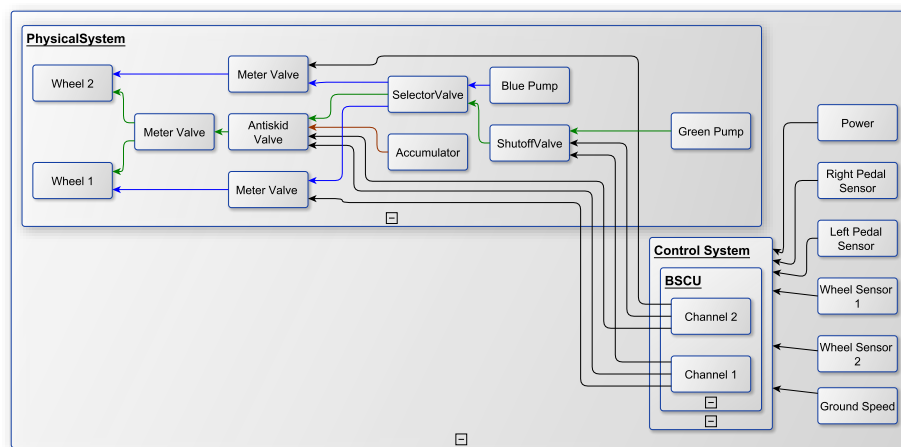 PhysicalSystem
Wheel 2
Meter Valve
SelectorValve
Blue Pump
Meter Valve
Antiskid
Valve
Accumulator
ShutoffValve
Green Pump
Wheel 1
Meter Valve
Power
Right Pedal
Sensor
Left Pedal
Sensor
Control System
BSCU
Channel 2
Channel 1
Wheel Sensor
1
Wheel Sensor
2
Ground Speed